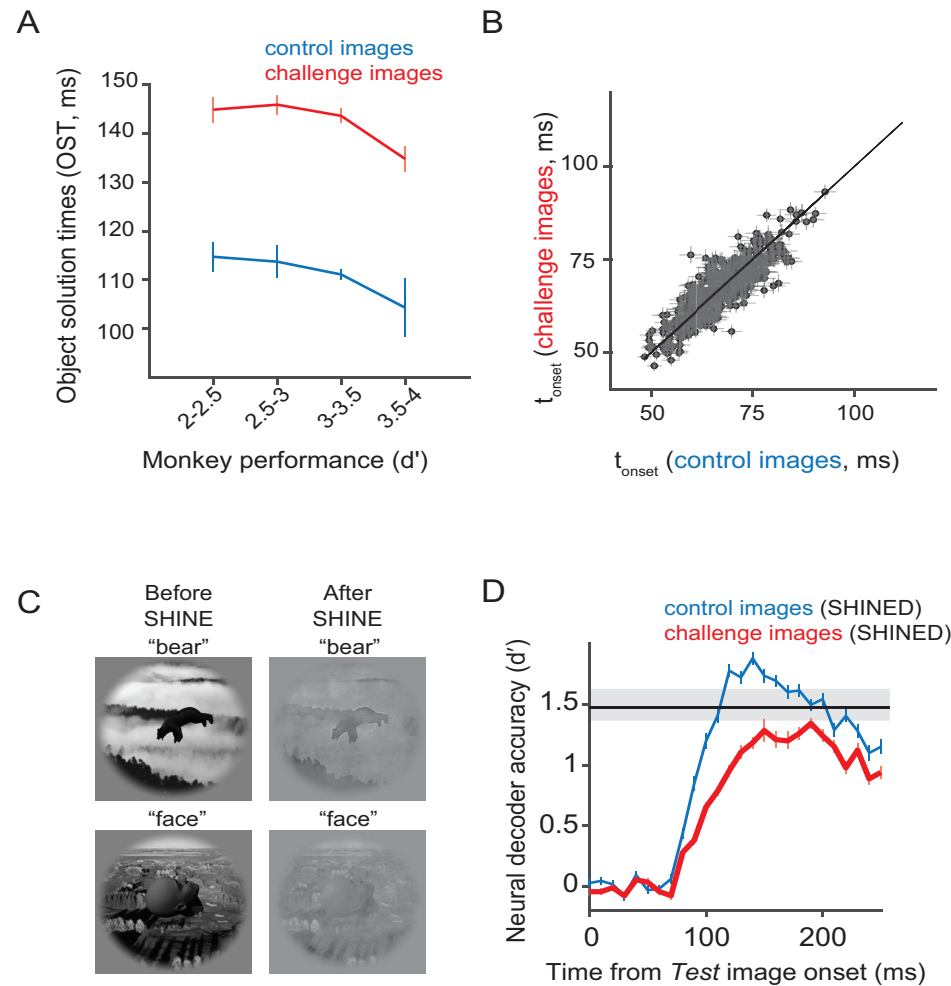 A
control images
challenge images
Object solution times (OST, ms)
150
140
130
120
110
100
2-2.5
2.5-3
3-3.5
3.5-4
Monkey performance (d')
B
t onset (challenge images, ms)
100
75
50
50
75
100
t onset (control images, ms)
C
Before
SHINE
After
SHINE
“bear”
“bear”
“face”
“face”
D
control images (SHINED)
challenge images (SHINED)
Neural decoder accuracy (d')
1.5
1
0.5
0
0
100
200
Time from Test image onset (ms)